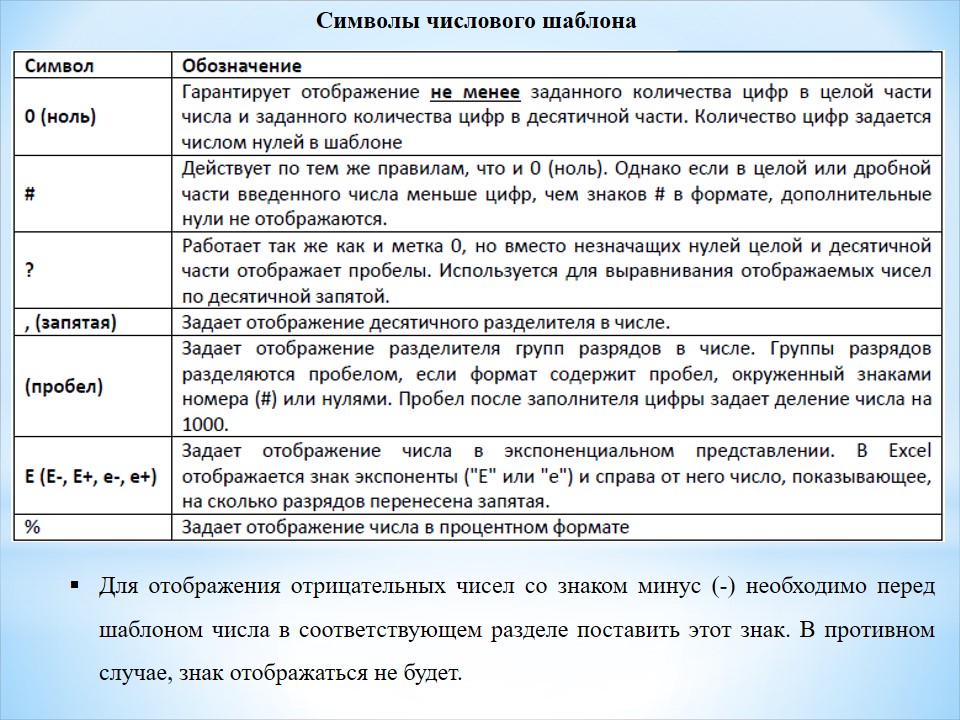 Символы числового шаблона
Символ Обозначение
0 (ноль) Гарантирует отображение не менее заданного количества цифр в целой части
числа и заданного количества цифр в десятичной части. Количество цифр задается
числом нулей в шаблоне
# Действует по тем же правилам, что и 0 (ноль). Однако если в целой или дробной
части введенного числа меньше цифр, чем знаков # в формате, дополнительные
нули не отображаются.
? Работает так же как и метка 0, но вместо незначащих нулей целой и десятичной
части отображает пробелы. Используется для выравнивания отображаемых чисел
по десятичной запятой.
, (запятая) Задает отображение десятичного разделителя в числе.
(пробел) Задает отображение разделителя групп разрядов в числе. Группы разрядов
разделяются пробелом, если формат содержит пробел, окруженный знаками
номера (#) или нулями. Пробел после заполнителя цифры задает деление числа на
1000.
E (E-, E+, e-, e+) Задает отображение числа в экспоненциальном представлении. В Excel
отображается знак экспоненты ("E" или "e") и справа от него число, показывающее,
на сколько разрядов перенесена запятая.
% Задает отображение числа в процентном формате
▪ Для отображения отрицательных чисел со знаком минус (-) необходимо перед
шаблоном числа в соответствующем разделе поставить этот знак. В противном
случае, знак отображаться не будет.